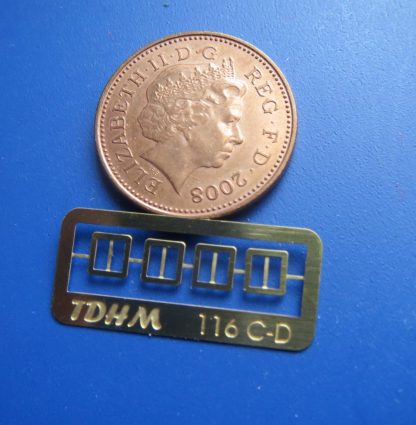 ELIZABETH·II·D·G REG·F·D·2008
TDHM 116 C-D